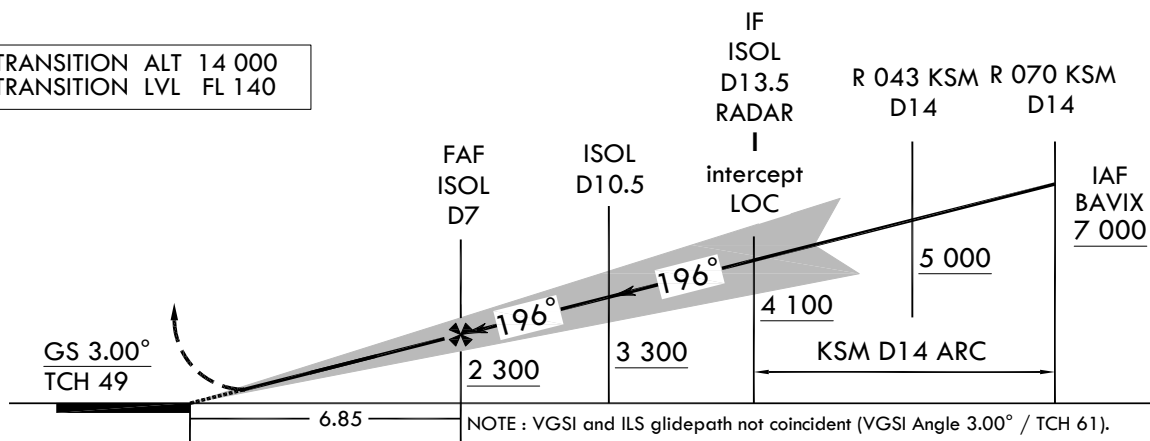 TRANSITION ALT 14 000
TRANSITION LVL FL 140
IF
ISOL
D13.5
RADAR
I
intercept
LOC
R 043 KSM
D14
R 070 KSM
D14
FAF
ISOL
D7
ISOL
D10.5
IAF
BAVIX
7 000
196°
196°
5 000
4 100
3 300
2 300
KSM D14 ARC
GS 3.00°
TCH 49
6.85
NOTE : VGSI and ILS glidepath not coincident (VGSI Angle 3.00° / TCH 61).